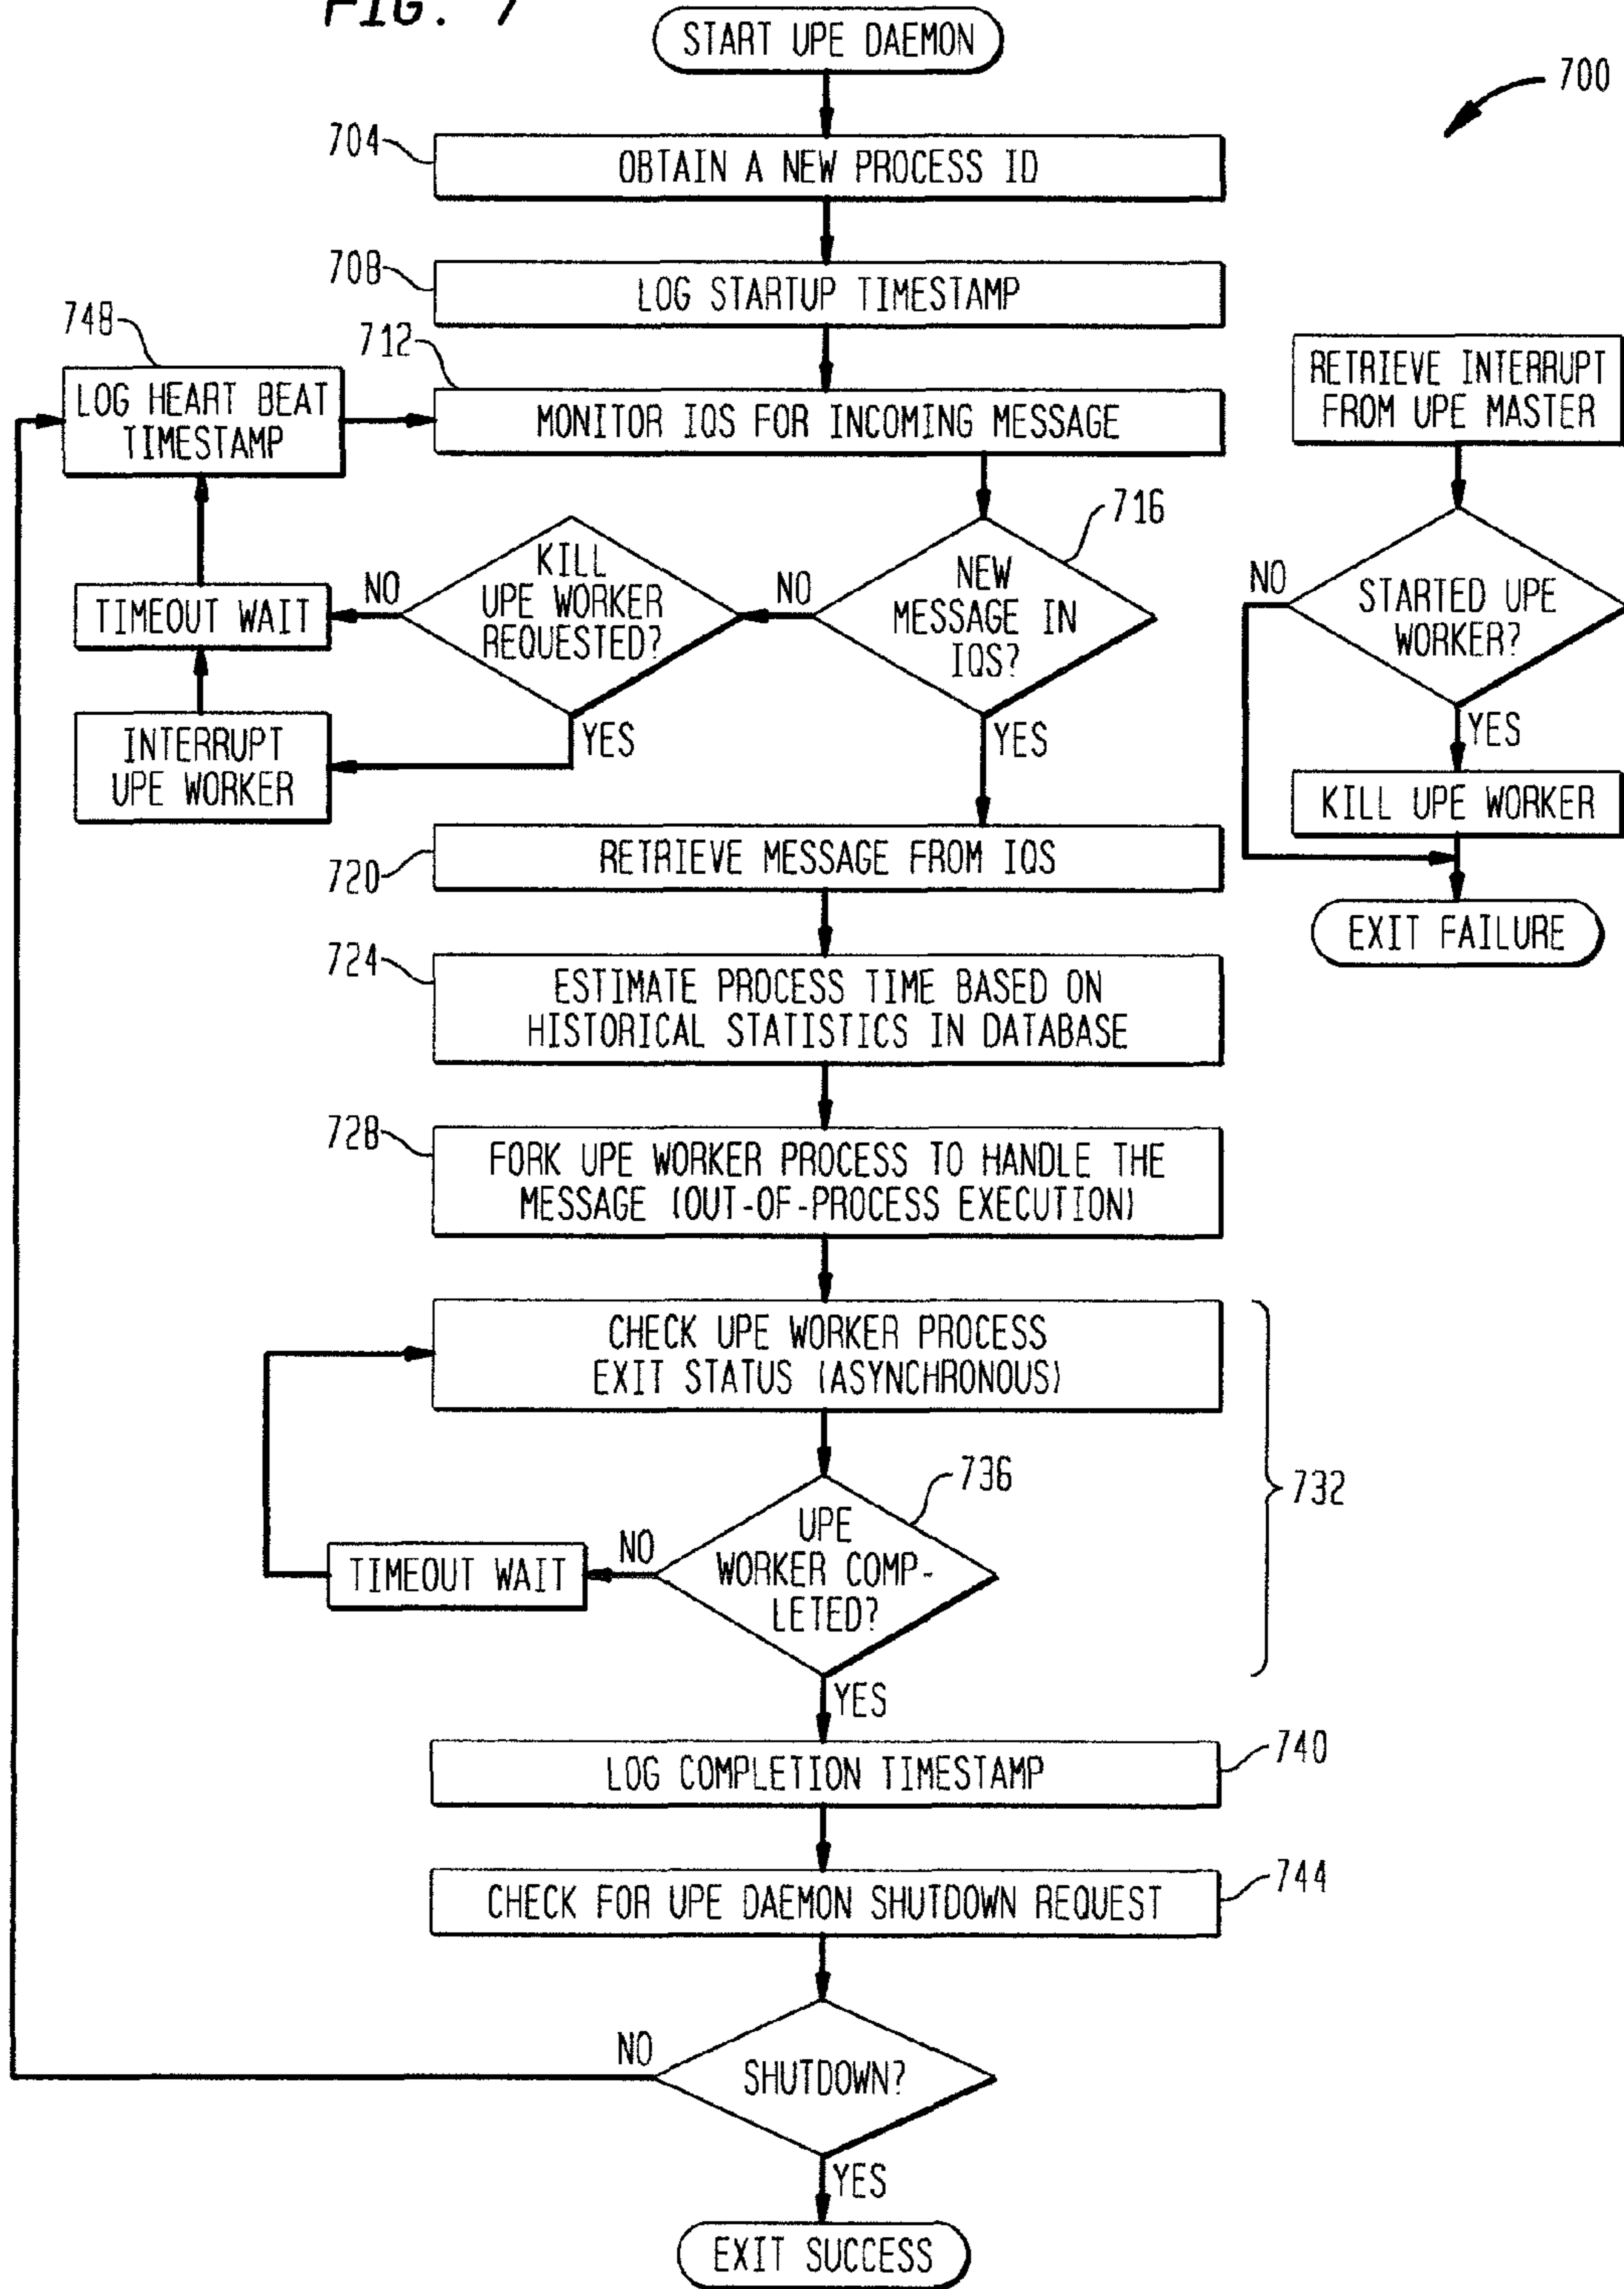 FIG. 7
START UPE DAEMON
700
704
OBTAIN A NEW PROCESS ID
708
LOG STARTUP TIMESTAMP
748
LOG HEART BEAT
TIMESTAMP
712
MONITOR IQS FOR INCOMING MESSAGE
RETRIEVE INTERRUPT
FROM UPE MASTER
716
NEW
MESSAGE IN
IQS?
NO
KILL
UPE WORKER
REQUESTED?
NO
TIMEOUT WAIT
YES
INTERRUPT
UPE WORKER
YES
NO
STARTED UPE
WORKER?
YES
KILL UPE WORKER
EXIT FAILURE
720
RETRIEVE MESSAGE FROM IQS
724
ESTIMATE PROCESS TIME BASED ON
HISTORICAL STATISTICS IN DATABASE
728
FORK UPE WORKER PROCESS TO HANDLE THE
MESSAGE (OUT-OF-PROCESS EXECUTION)
CHECK UPE WORKER PROCESS
EXIT STATUS (ASYNCHRONOUS)
732
736
UPE
WORKER COMP-
LETED?
NO
TIMEOUT WAIT
YES
LOG COMPLETION TIMESTAMP
740
CHECK FOR UPE DAEMON SHUTDOWN REQUEST
744
NO
SHUTDOWN?
YES
EXIT SUCCESS